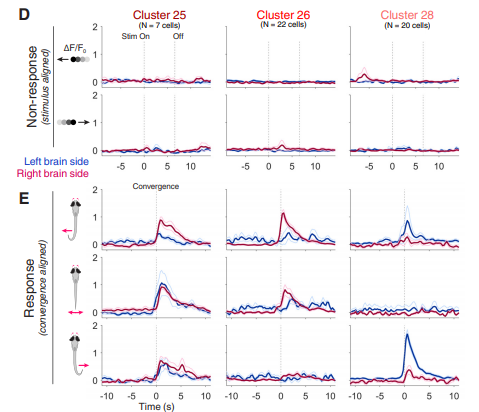 D
Cluster 25 Cluster 26 Cluster 28
(N = 7 cells) (N = 22 cells) (N = 20 cells)
Stim On Off
Non-response
(stimulus aligned)
ΔF/F₀
2
1
0
2
1
0
-5 0 5 10 -5 0 5 10 -5 0 5 10
Left brain side
Right brain side
E
Convergence
Response
(convergence aligned)
2
1
0
2
1
0
2
1
0
-10 -5 0 5 10 -10 -5 0 5 10 -10 -5 0 5 10
Time (s)